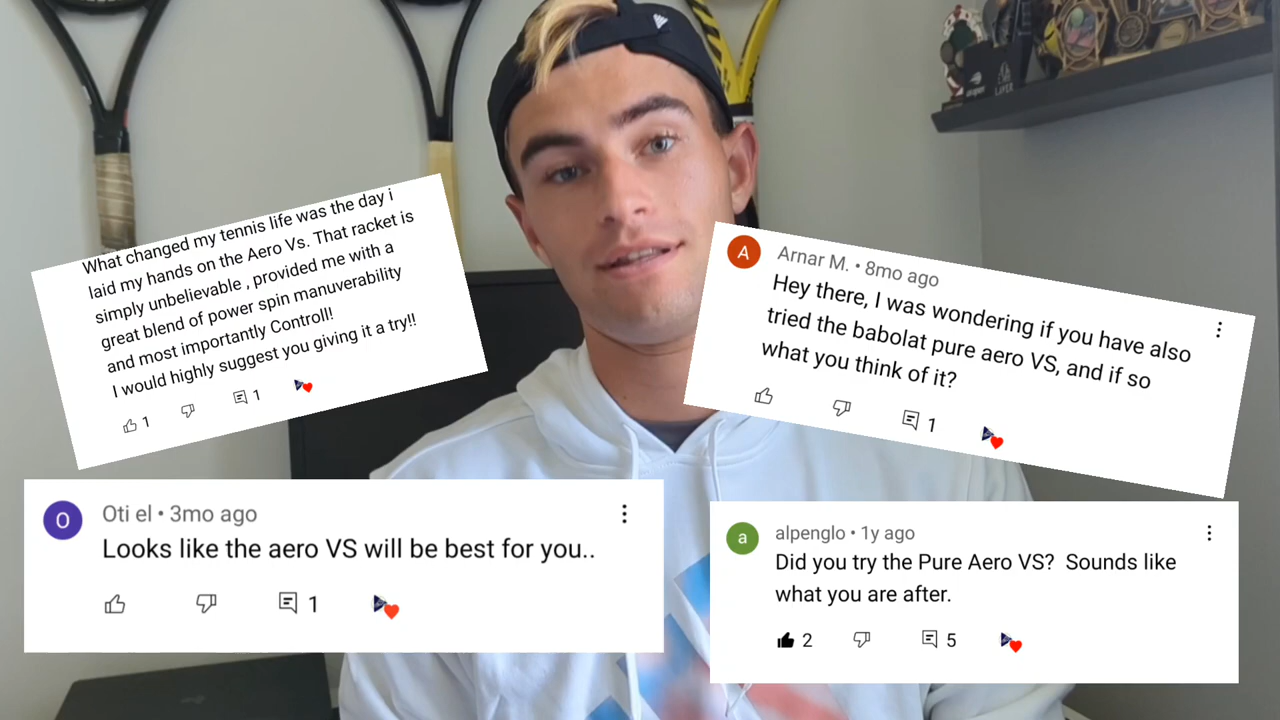 What changed my tennis life was the day i
laid my hands on the Aero Vs. That racket is
simply unbelievable , provided me with a
great blend of power spin manuverability
and most importantly Controll!
I would highly suggest you giving it a try!!
1
1
A
Arnar M. • 8mo ago
Hey there, I was wondering if you have also
tried the babolat pure aero VS, and if so
what you think of it?
1
O
Oti el • 3mo ago
Looks like the aero VS will be best for you..
1
a
alpenglo • 1y ago
Did you try the Pure Aero VS?  Sounds like
what you are after.
2
5
LAVER